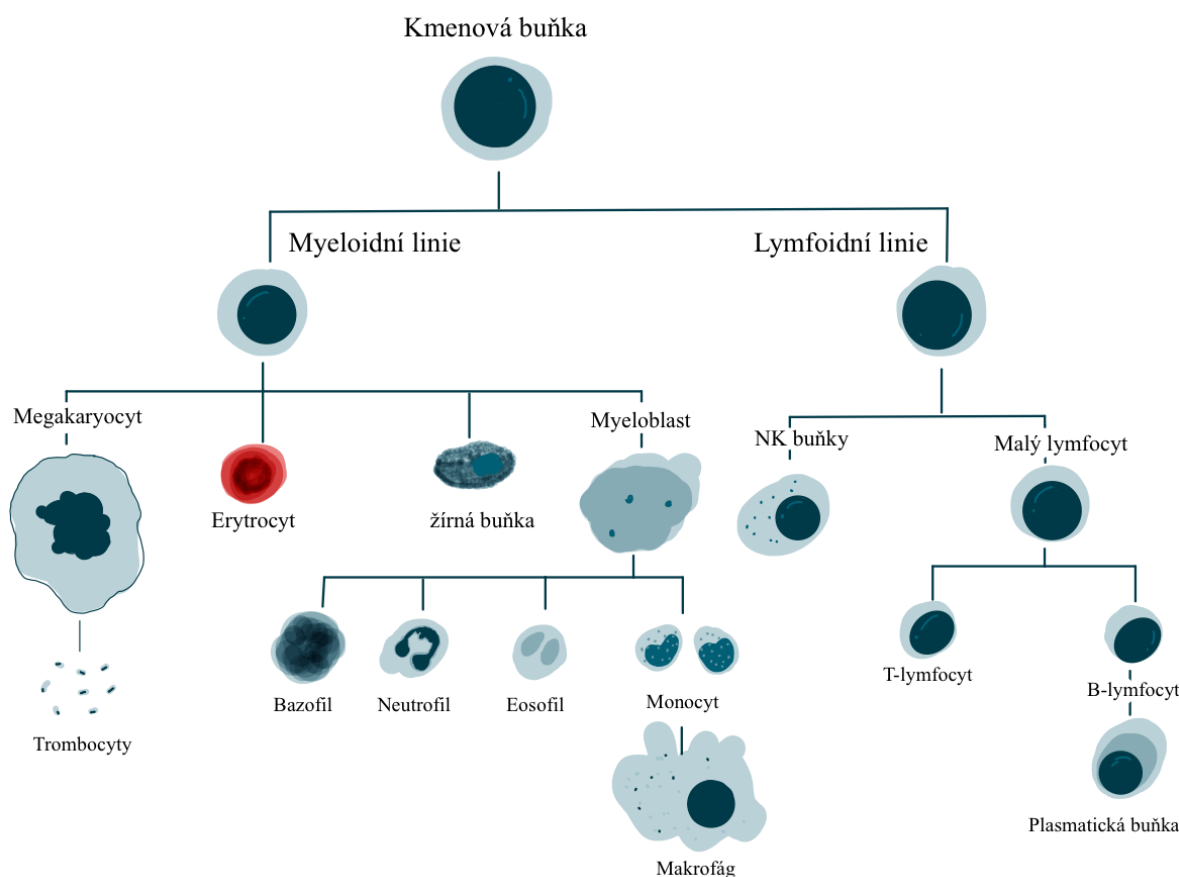 Kmenová buňka
Myeloidní linie
Lymfoidní linie
Megakaryocyt
Myeloblast
NK buňky
Malý lymfocyt
Erytrocyt
žírná buňka
T-lymfocyt
B-lymfocyt
Bazofil
Neutrofil
Eosofil
Monocyt
Trombocyty
Plasmatická buňka
Makrofág